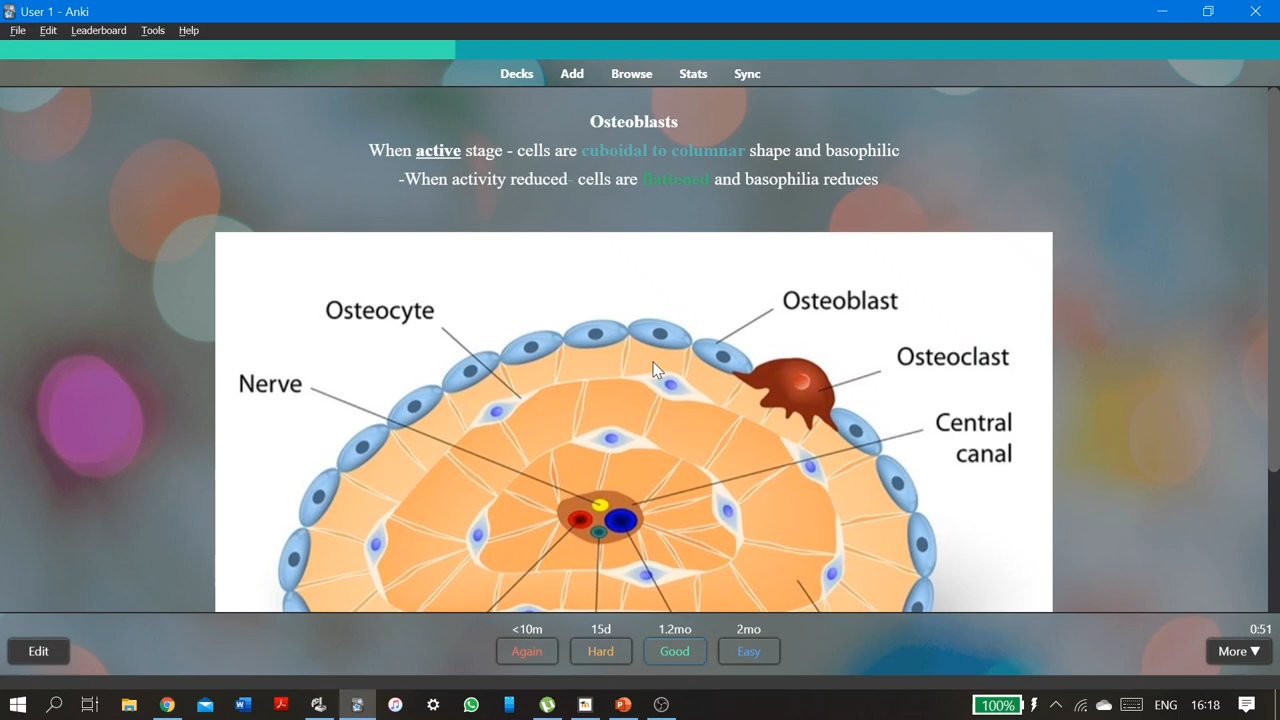 User 1 - Anki
File Edit Leaderboard Tools Help
Decks Add Browse Stats Sync
Osteoblasts
When active stage - cells are cuboidal to columnar shape and basophilic
-When activity reduced- cells are flattened and basophilia reduces
Osteocyte
Osteoblast
Osteoclast
Nerve
Central
canal
<10m 15d 1.2mo 2mo 0:51
Edit Again Hard Good Easy More ▼
100% ENG 16:18